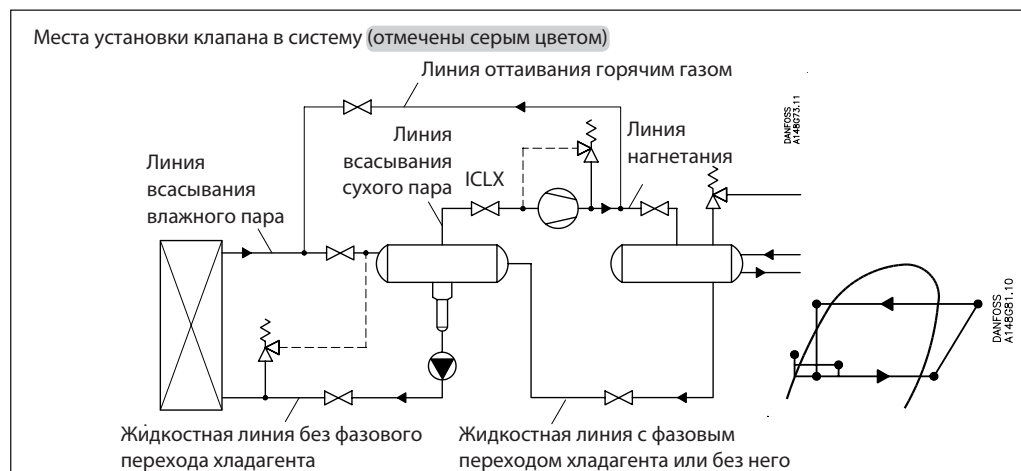 Места установки клапана в систему (отмечены серым цветом)
Линия оттаивания горячим газом
Линия
всасывания
сухого пара
Линия
нагнетания
ICLX
Линия
всасывания
влажного пара
DANFOSS
A148G73.11
DANFOSS
A148G81.10
Жидкостная линия без фазового
перехода хладагента
Жидкостная линия с фазовым
переходом хладагента или без него